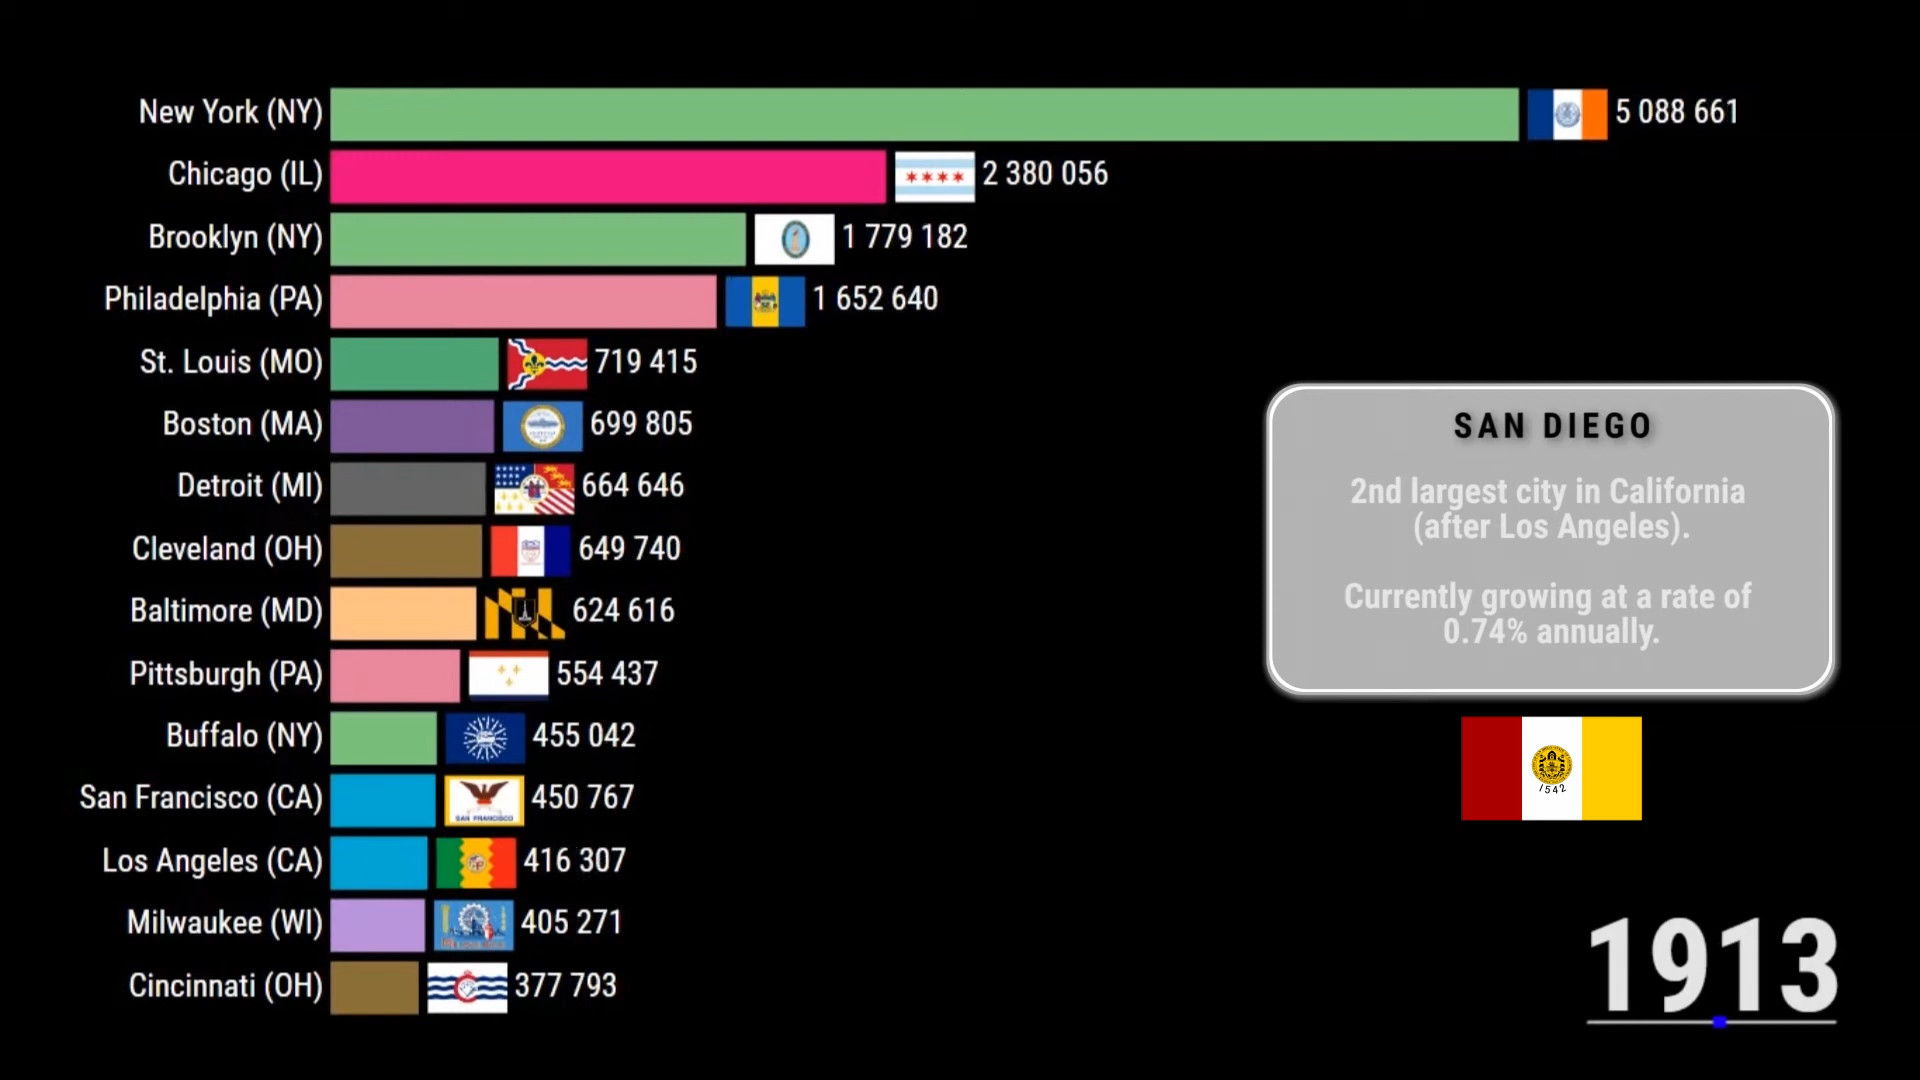 New York (NY) 5 088 661
Chicago (IL) 2 380 056
Brooklyn (NY) 1 779 182
Philadelphia (PA) 1 652 640
St. Louis (MO) 719 415
Boston (MA) 699 805
Detroit (MI) 664 646
Cleveland (OH) 649 740
Baltimore (MD) 624 616
Pittsburgh (PA) 554 437
Buffalo (NY) 455 042
San Francisco (CA) SAN FRANCISCO 450 767
Los Angeles (CA) 416 307
Milwaukee (WI) 405 271
Cincinnati (OH) 377 793
SAN DIEGO
2nd largest city in California
(after Los Angeles).
Currently growing at a rate of
0.74% annually.
1542
1913